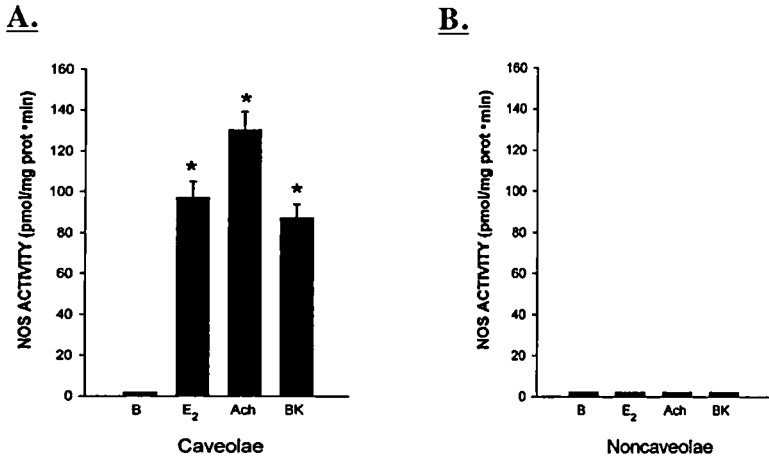 A.
NOS ACTIVITY (pmol/mg prot •min)
160
140
120
100
80
60
40
20
0
*
*
*
B
E2
Ach
BK
Caveolae
B.
NOS ACTIVITY (pmol/mg prot •min)
160
140
120
100
80
60
40
20
0
B
E2
Ach
BK
Noncaveolae